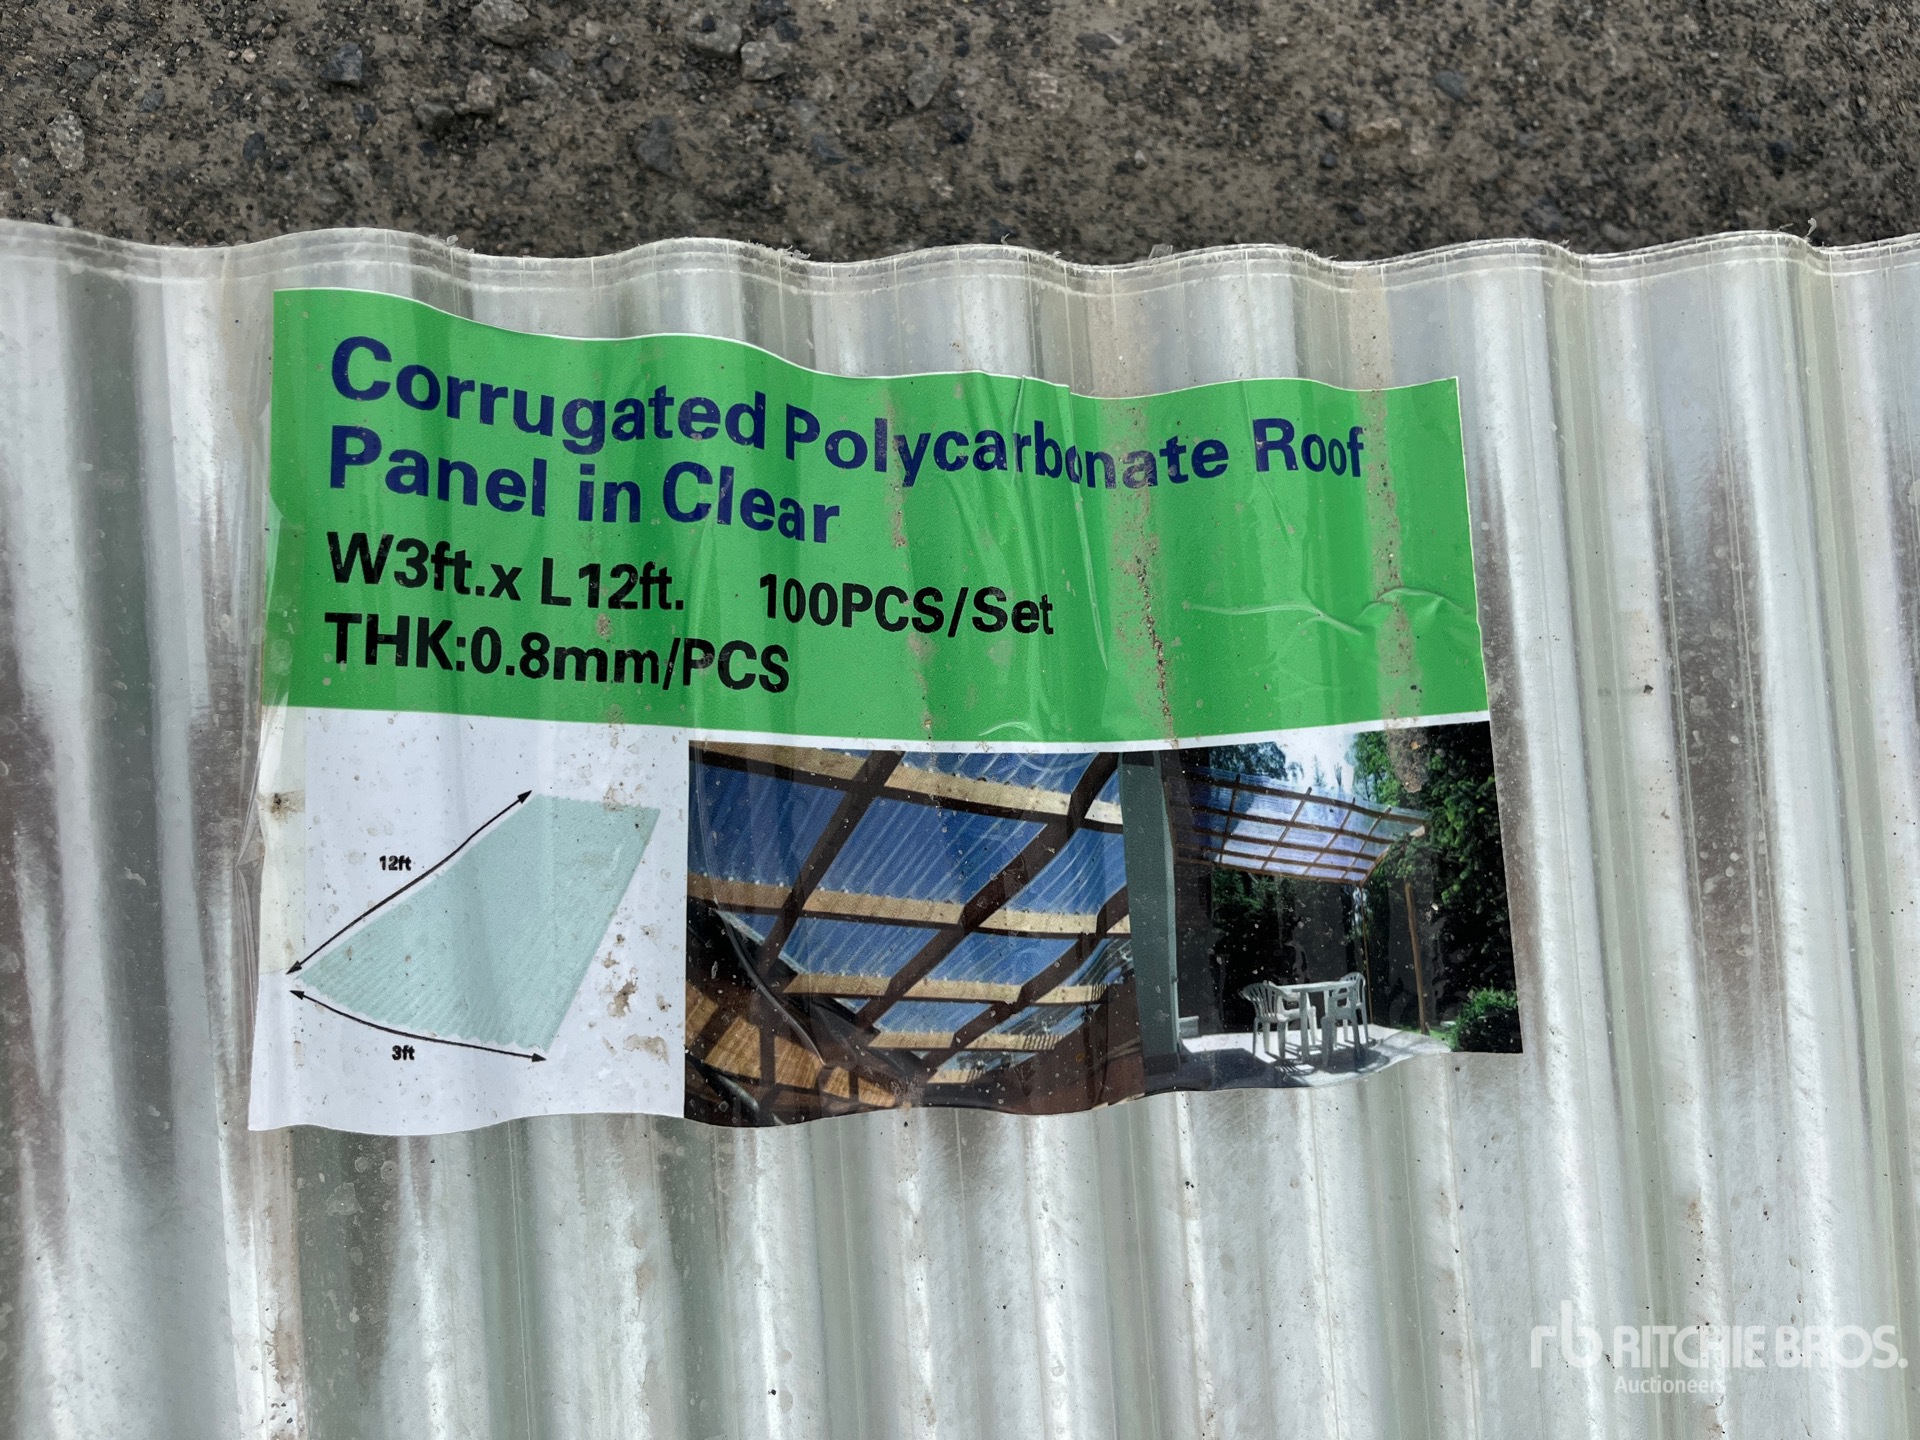 Corrugated Polycarbonate Roof
Panel in Clear
W3ft.x L12ft. 100PCS/Set
THK:0.8mm/PCS
12ft
3ft
rb RITCHIE BROS.
Auctioneers